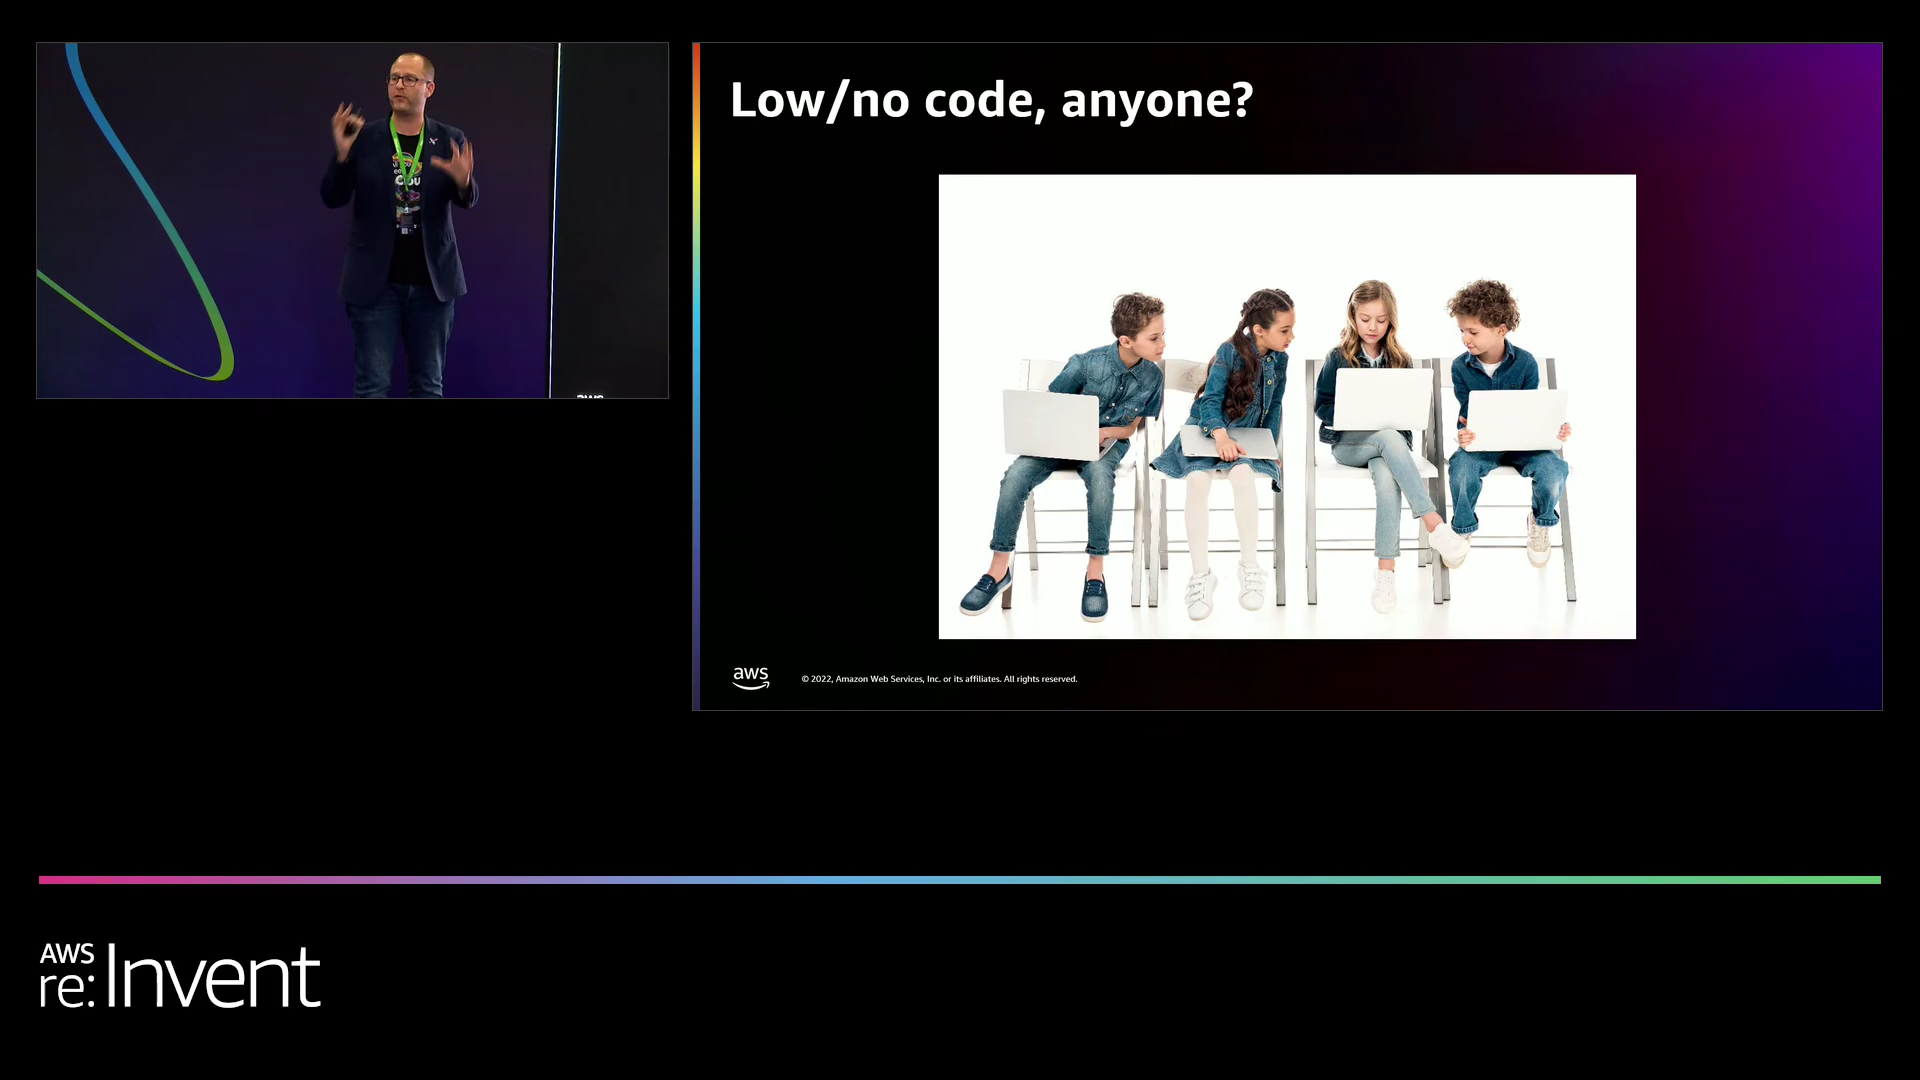 Low/no code, anyone?
aws
© 2022, Amazon Web Services, Inc. or its affiliates. All rights reserved.
AWS
re:Invent